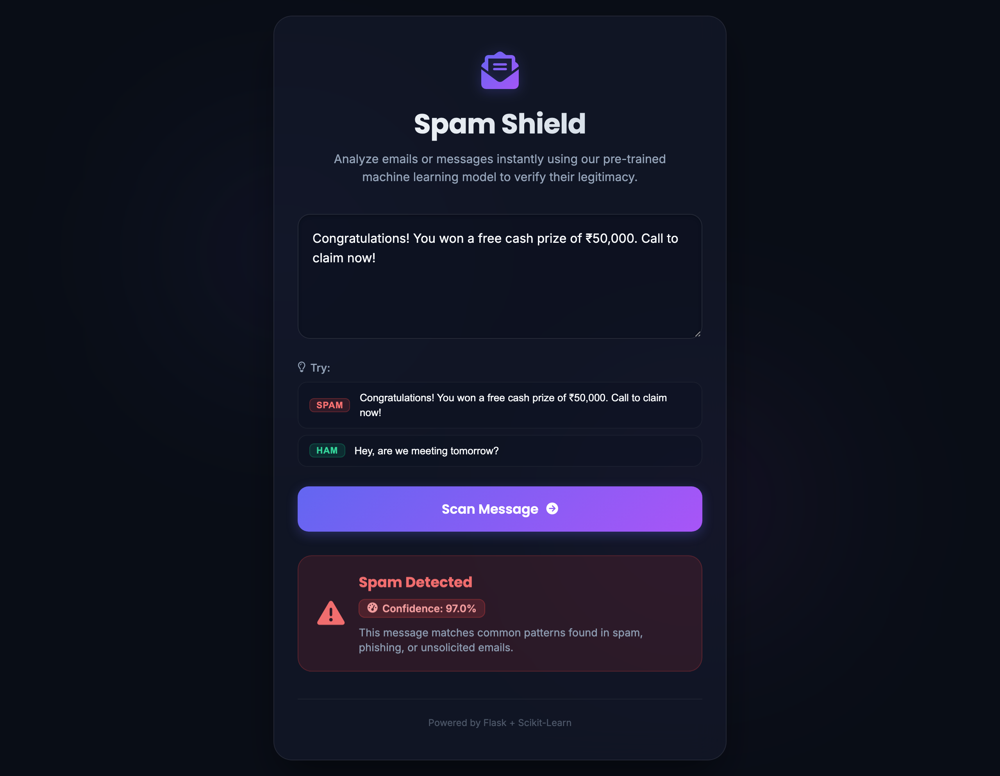 Spam Shield
Analyze emails or messages instantly using our pre-trained
machine learning model to verify their legitimacy.
Congratulations! You won a free cash prize of ₹50,000. Call to
claim now!
Try:
SPAM
Congratulations! You won a free cash prize of ₹50,000. Call to claim
now!
HAM
Hey, are we meeting tomorrow?
Scan Message
Spam Detected
Confidence: 97.0%
This message matches common patterns found in spam,
phishing, or unsolicited emails.
Powered by Flask + Scikit-Learn